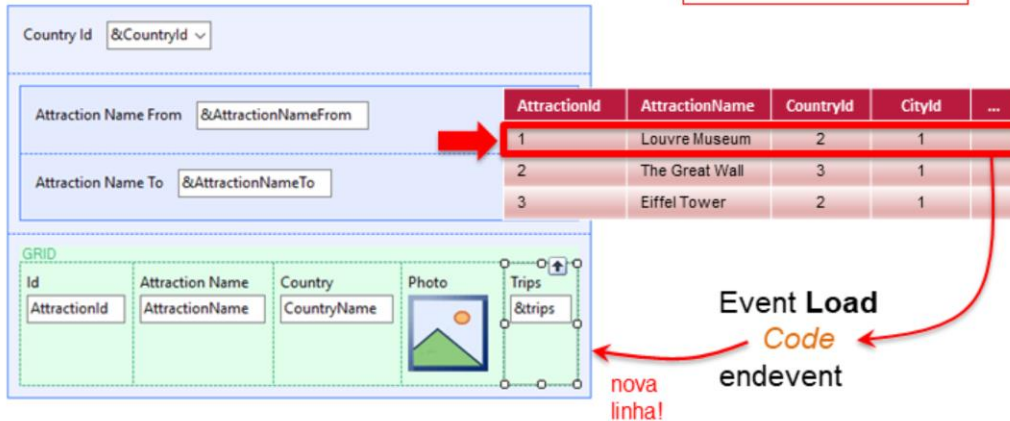 Country Id &CountryId
Attraction Name From &AttractionNameFrom
Attraction Name To &AttractionNameTo
AttractionId AttractionName CountryId CityId ...
1 Louvre Museum 2 1
2 The Great Wall 3 1
3 Eiffel Tower 2 1
GRID
Id Attraction Name Country Photo Trips
AttractionId AttractionName CountryName &trips
Event Load
Code
endevent
nova
linha!